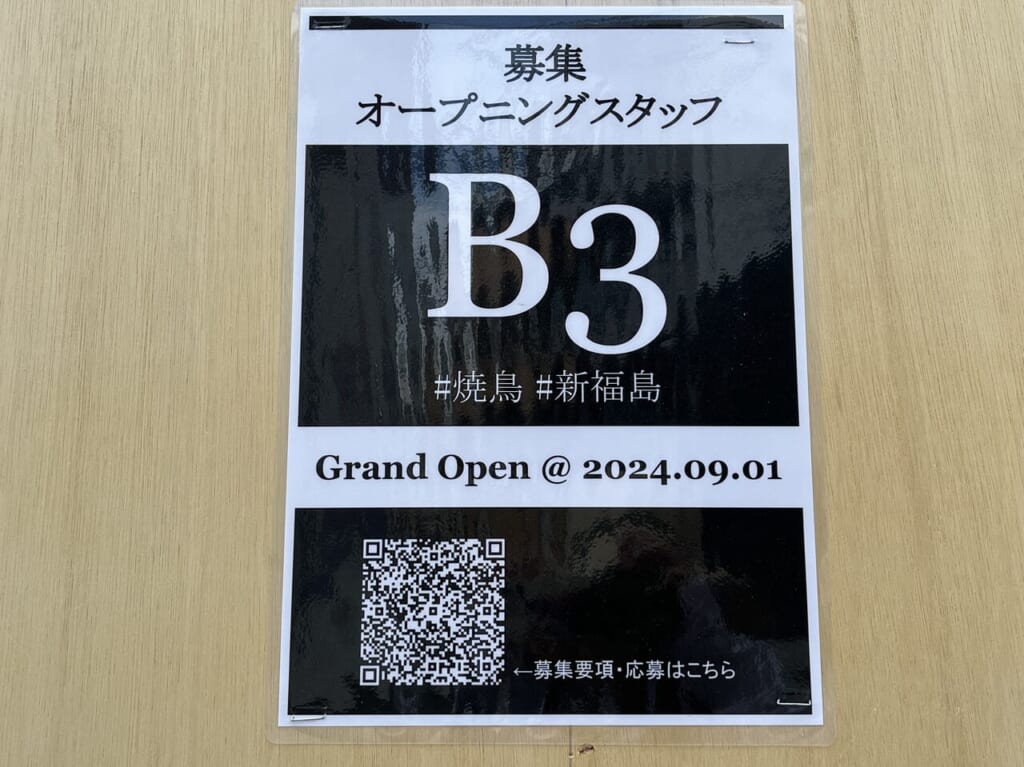 募集
オープニングスタッフ
B3
#焼鳥 #新福島
Grand Open @ 2024.09.01
←募集要項・応募はこちら